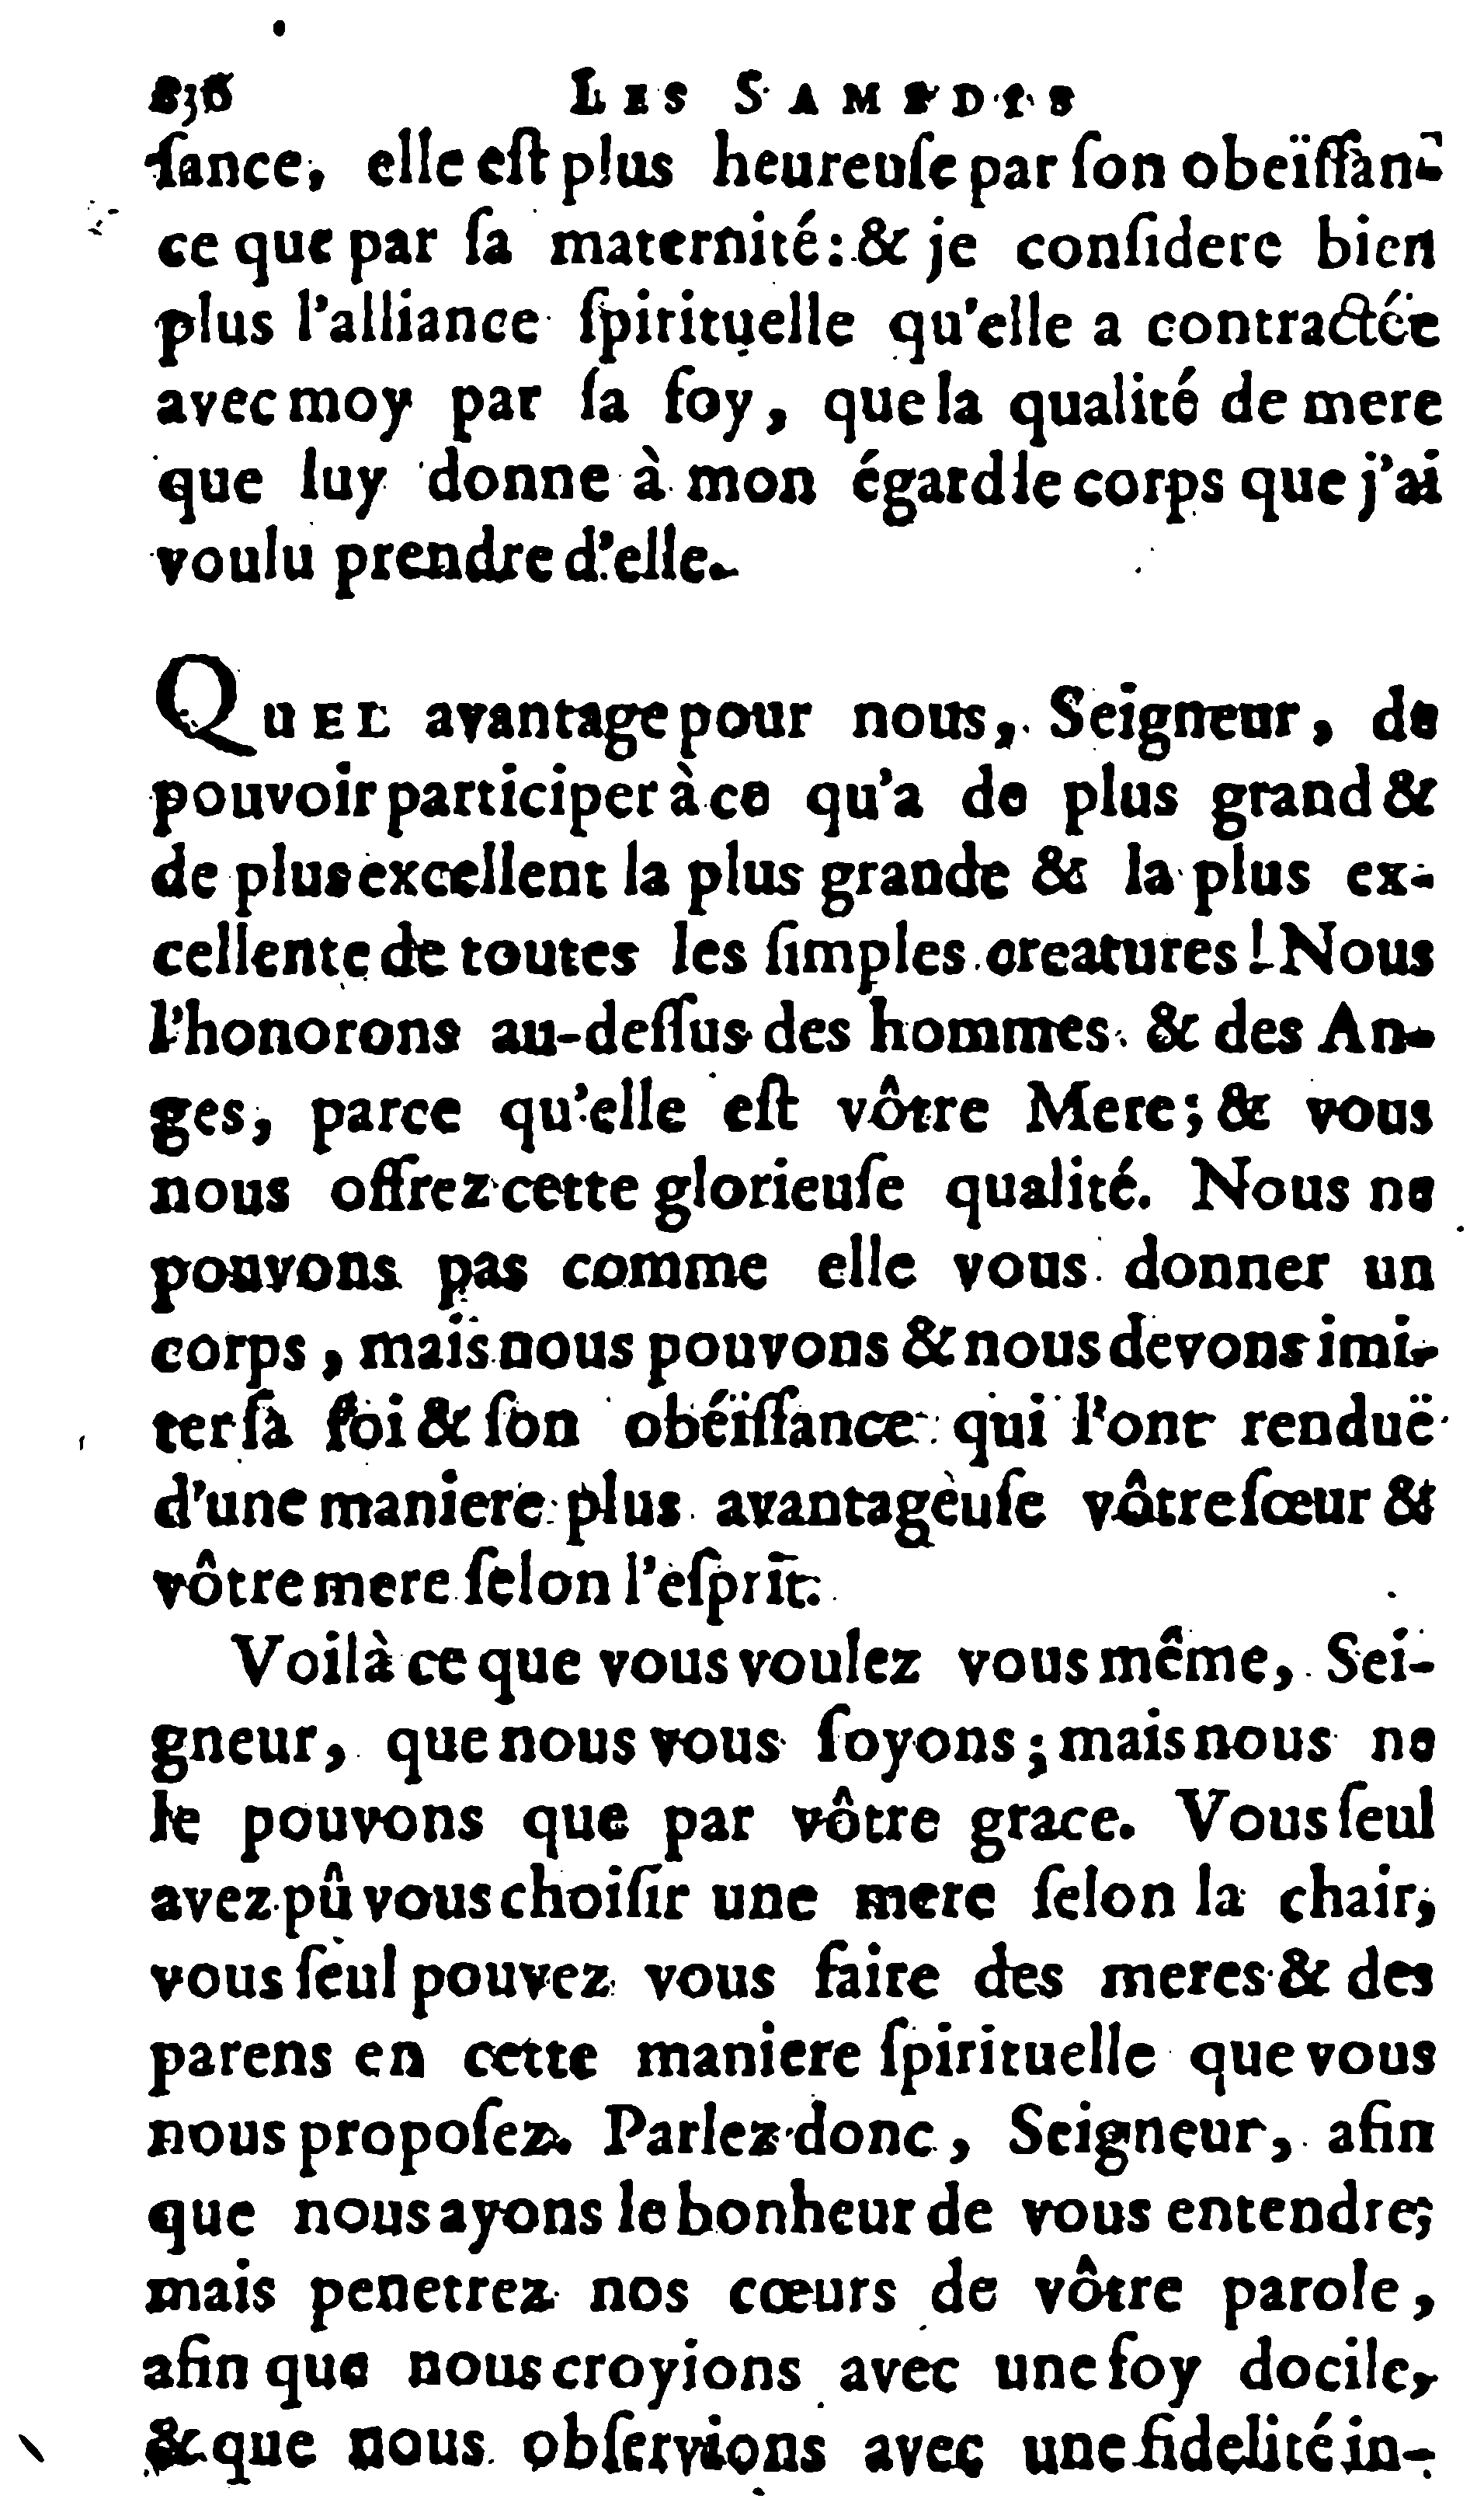 836 LES SAMEDIS
ſance, elle eſt plus heureuſe par ſon obeïſſan-
ce que par ſa maternité: & je conſidere bien
plus l'alliance ſpirituelle qu'elle a contractée
avec moy par ſa foy, que la qualité de mere
que luy donne à mon égard le corps que j'ai
voulu prendre d'elle.
QUEL avantage pour nous, Seigneur, de
pouvoir participer à ce qu'a de plus grand &
de plus excellent la plus grande & la plus ex-
cellente de toutes les ſimples creatures! Nous
l'honorons au-deſſus des hommes & des An-
ges, parce qu'elle eſt vôtre Mere; & vous
nous offrez cette glorieuſe qualité. Nous ne
pouvons pas comme elle vous donner un
corps, mais nous pouvons & nous devons imi-
ter ſa foi & ſon obéïſſance qui l'ont renduë
d'une maniere plus avantageuſe vôtre ſœur &
vôtre mere ſelon l'eſprit.
Voilà ce que vous voulez vous même, Sei-
gneur, que nous vous ſoyons; mais nous ne
le pouvons que par vôtre grace. Vous ſeul
avez pû vous choiſir une mere ſelon la chair;
vous ſeul pouvez vous faire des meres & des
parens en cette maniere ſpirituelle que vous
nous propoſez. Parlez donc, Seigneur, afin
que nous ayons le bonheur de vous entendre;
mais penetrez nos cœurs de vôtre parole,
afin que nous croyions avec une foy docile,
& que nous obſervions avec une fidelité in-